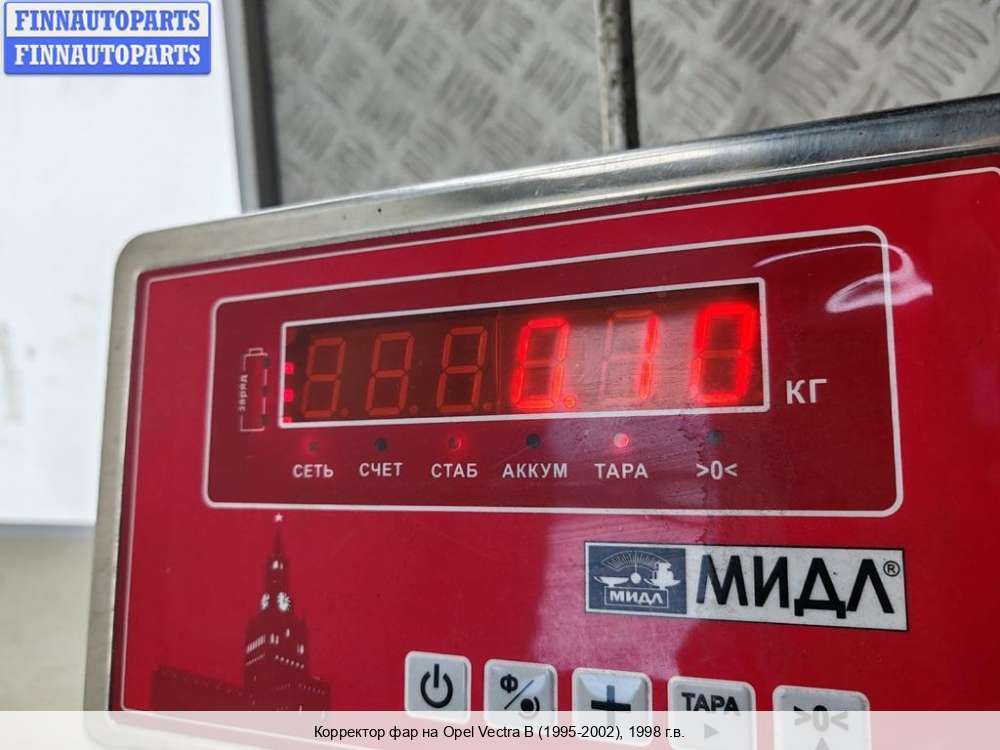 FINNAUTOPARTS
FINNAUTOPARTS
заряд
0.10 КГ
СЕТЬ СЧЕТ СТАБ АККУМ ТАРА >0<
МИДЛ МИДЛ®
Ф ТАРА >0<
Корректор фар на Opel Vectra B (1995-2002), 1998 г.в.